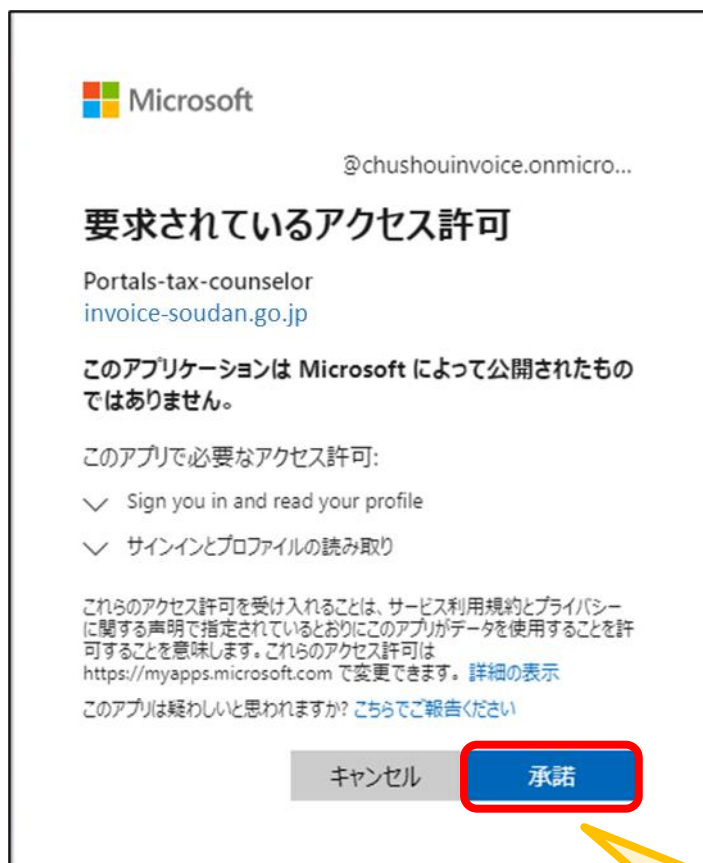 Microsoft
@chushouinvoice.onmicro...
要求されているアクセス許可
Portals-tax-counselor
invoice-soudan.go.jp
このアプリケーションは Microsoft によって公開されたもの
ではありません。
このアプリで必要なアクセス許可:
Sign you in and read your profile
サインインとプロファイルの読み取り
これらのアクセス許可を受け入れることは、サービス利用規約とプライバシー
に関する声明で指定されているとおりにこのアプリがデータを使用することを許
可することを意味します。これらのアクセス許可は
https://myapps.microsoft.com で変更できます。詳細の表示
このアプリは疑わしいと思われますか? こちらでご報告ください
キャンセル 承諾